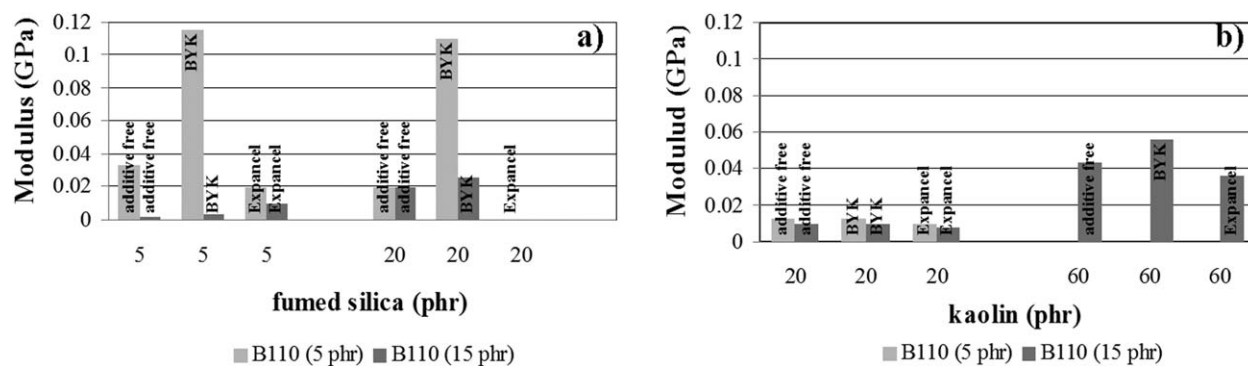 a)
Modulus (GPa)
0.12
0.1
0.08
0.06
0.04
0.02
0
additive free
additive free
BYK
BYK
Expancel
Expancel
additive free
additive free
BYK
BYK
Expancel
5 5 5 20 20 20
fumed silica (phr)
B110 (5 phr) B110 (15 phr)
b)
Modulud (GPa)
0.12
0.1
0.08
0.06
0.04
0.02
0
additive free
additive free
BYK
BYK
Expancel
Expancel
additive free
BYK
Expancel
20 20 20 60 60 60
kaolin (phr)
B110 (5 phr) B110 (15 phr)